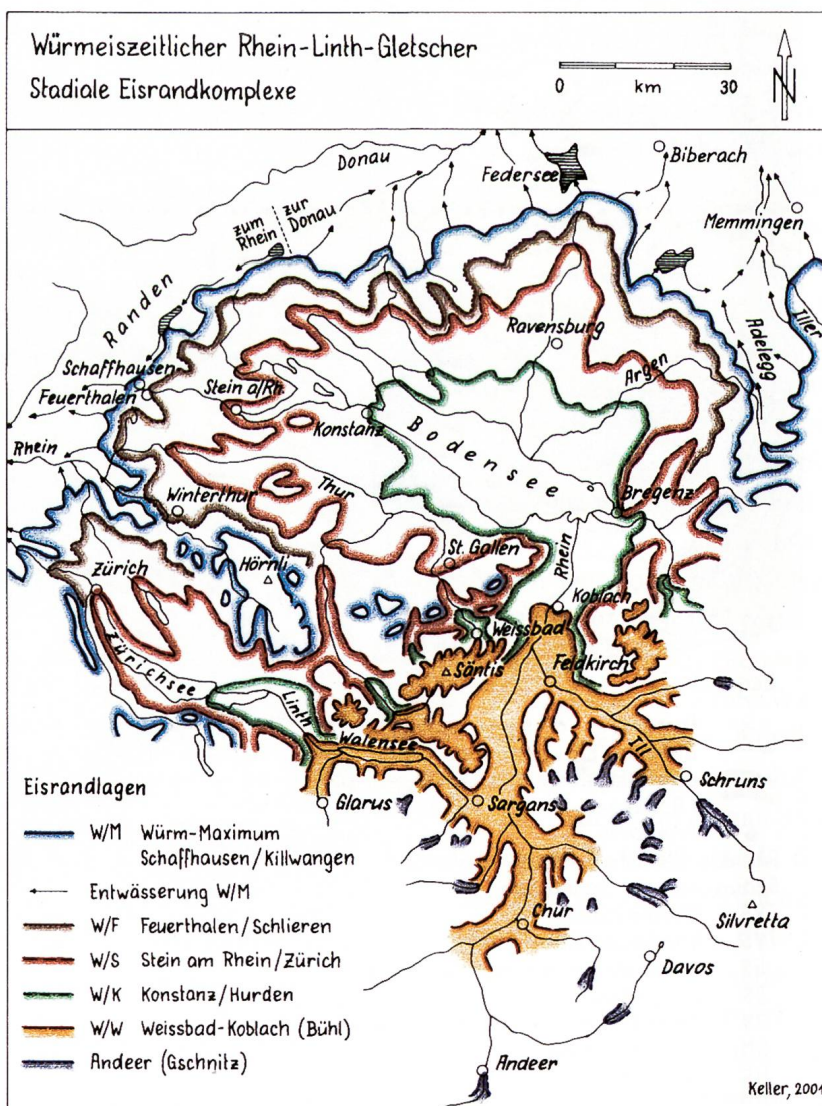 Würmeiszeitlicher Rhein-Linth-Gletscher
Stadiale Eisrandkomplexe
0 km 30
N
Donau
Federsee
Biberach
Memmingen
zum Rhein
zur Donau
Randen
Iller
Adelegg
Ravensburg
Argen
Schaffhausen
Feuerthalen
Stein a/Rh.
Konstanz
Bodensee
Rhein
Bregenz
Thur
Winterthur
Hörnli
St. Gallen
Rhein
Zürich
Koblach
Weissbad
Säntis
Feldkirch
Zürichsee
Linth
Walensee
Ill
Schruns
Glarus
Sargans
Silvretta
Chur
Davos
Andeer
Eisrandlagen
W/M Würm-Maximum
Schaffhausen/Killwangen
Entwässerung W/M
W/F Feuerthalen/Schlieren
W/S Stein am Rhein/Zürich
W/K Konstanz/Hurden
W/W Weissbad-Koblach (Bühl)
Andeer (Gschnitz)
Keller, 2001